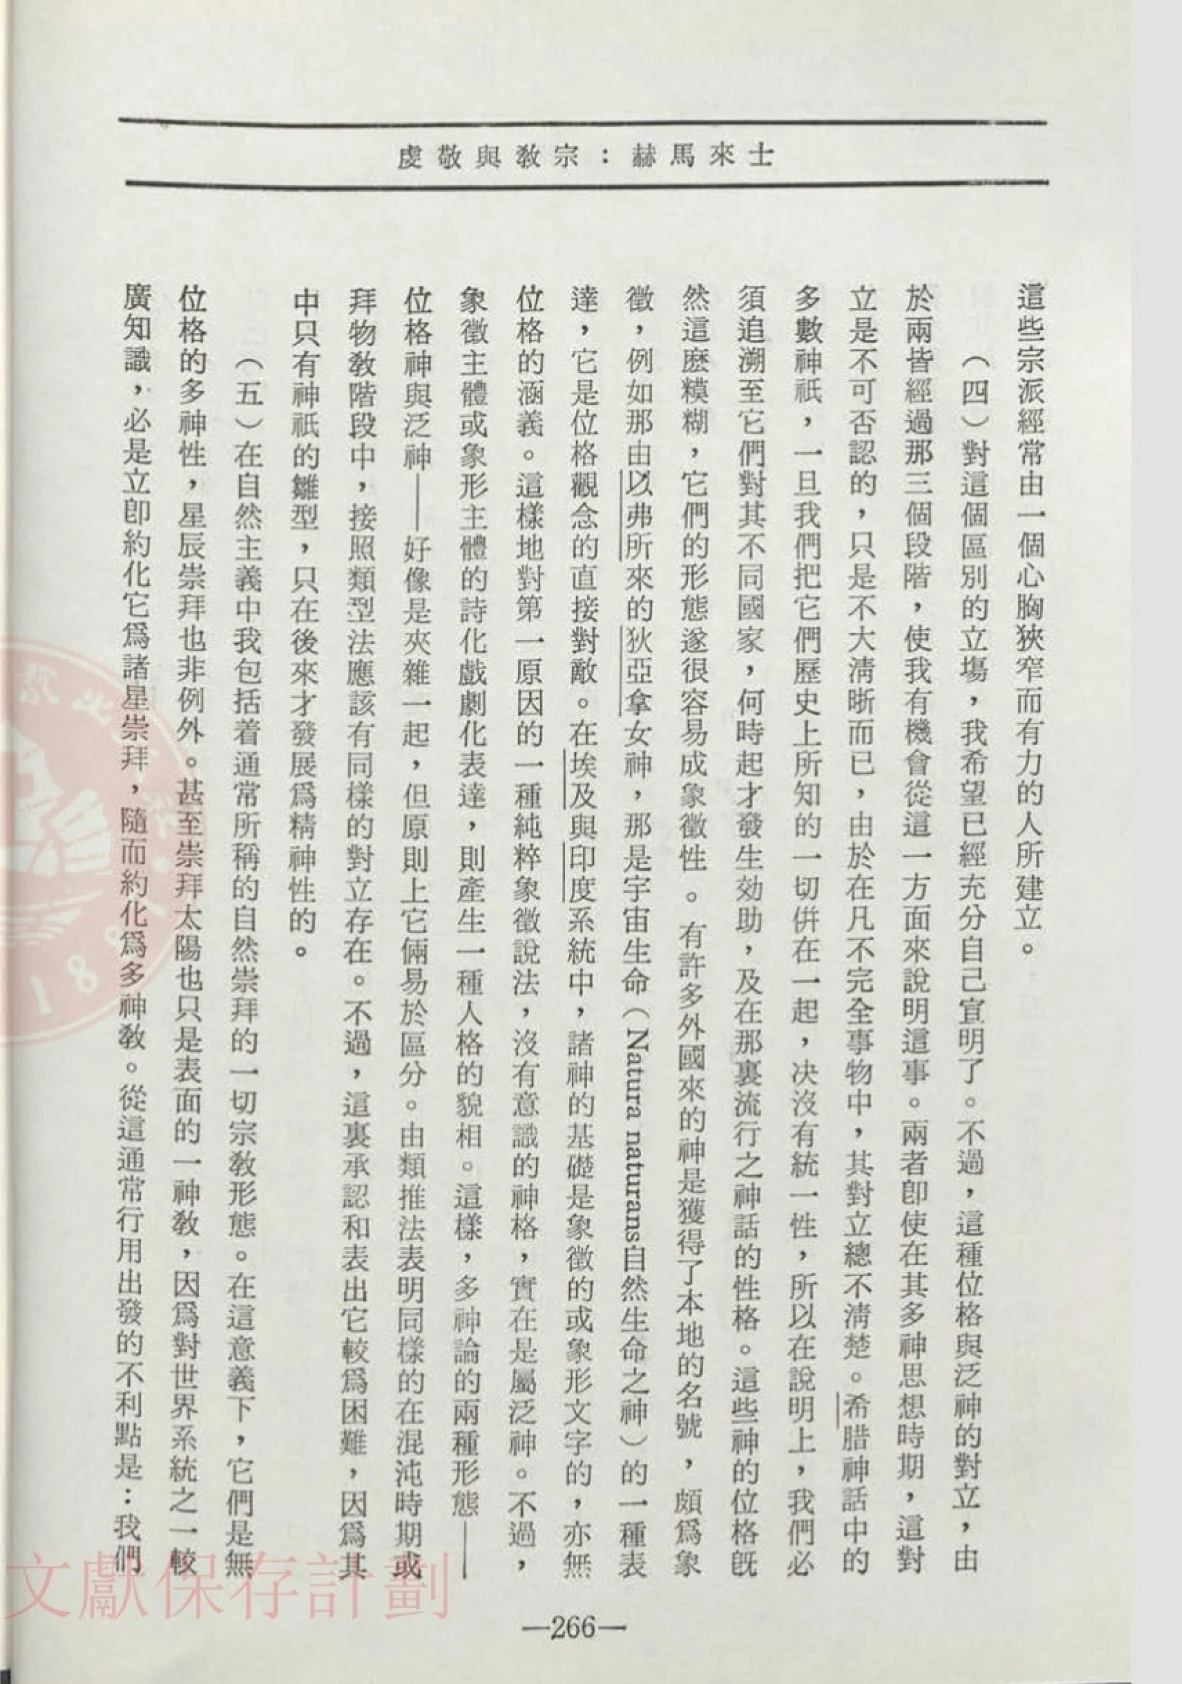 士來馬赫：宗敎與敬虔
這些宗派經常由一個心胸狹窄而有力的人所建立。
（四）對這個區別的立場，我希望已經充分自己宣明了。不過，這種位格與泛神的對立，由
於兩皆經過那三個段階，使我有機會從這一方面來說明這事。兩者卽使在其多神思想時期，這對
立是不可否認的，只是不大淸晰而已，由於在凡不完全事物中，其對立總不淸楚。希腊神話中的
多數神祇，一旦我們把它們歷史上所知的一切併在一起，决沒有統一性，所以在說明上，我們必
須追溯至它們對其不同國家，何時起才發生効助，及在那裏流行之神話的性格。這些神的位格旣
然這麽糢糊，它們的形態遂很容易成象徵性。有許多外國來的神是獲得了本地的名號，頗爲象
徵，例如那由以弗所來的狄亞拿女神，那是宇宙生命（Natura naturans自然生命之神）的一種表
達，它是位格觀念的直接對敵。在埃及與印度系統中，諸神的基礎是象徵的或象形文字的，亦無
位格的涵義。這樣地對第一原因的一種純粹象徵說法，沒有意識的神格，實在是屬泛神。不過，
象徵主體或象形主體的詩化戲劇化表達，則產生一種人格的貌相。這樣，多神論的兩種形態——
位格神與泛神——好像是夾雜一起，但原則上它倆易於區分。由類推法表明同樣的在混沌時期或
拜物敎階段中，接照類型法應該有同樣的對立存在。不過，這裏承認和表出它較爲困難，因爲其
中只有神祇的雛型，只在後來才發展爲精神性的。
（五）在自然主義中我包括着通常所稱的自然崇拜的一切宗敎形態。在這意義下，它們是無
位格的多神性，星辰崇拜也非例外。甚至崇拜太陽也只是表面的一神敎，因爲對世界系統之一較
廣知識，必是立卽約化它爲諸星崇拜，隨而約化爲多神敎。從這通常行用出發的不利點是：我們
—266—
文獻保存計劃